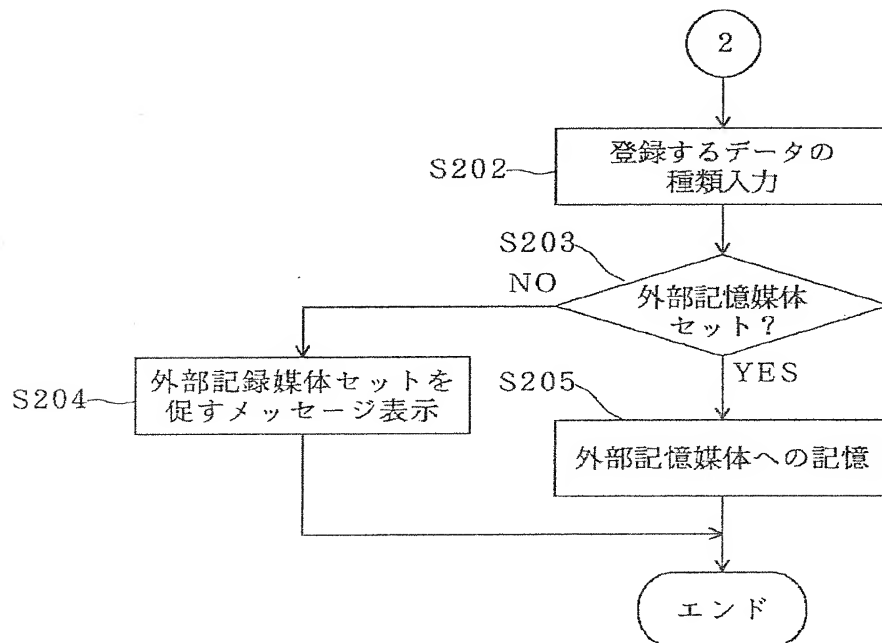 2
登録するデータの
種類入力
S202
S203
NO
外部記憶媒体
セット?
YES
S204
外部記録媒体セットを
促すメッセージ表示
S205
外部記憶媒体への記憶
エンド